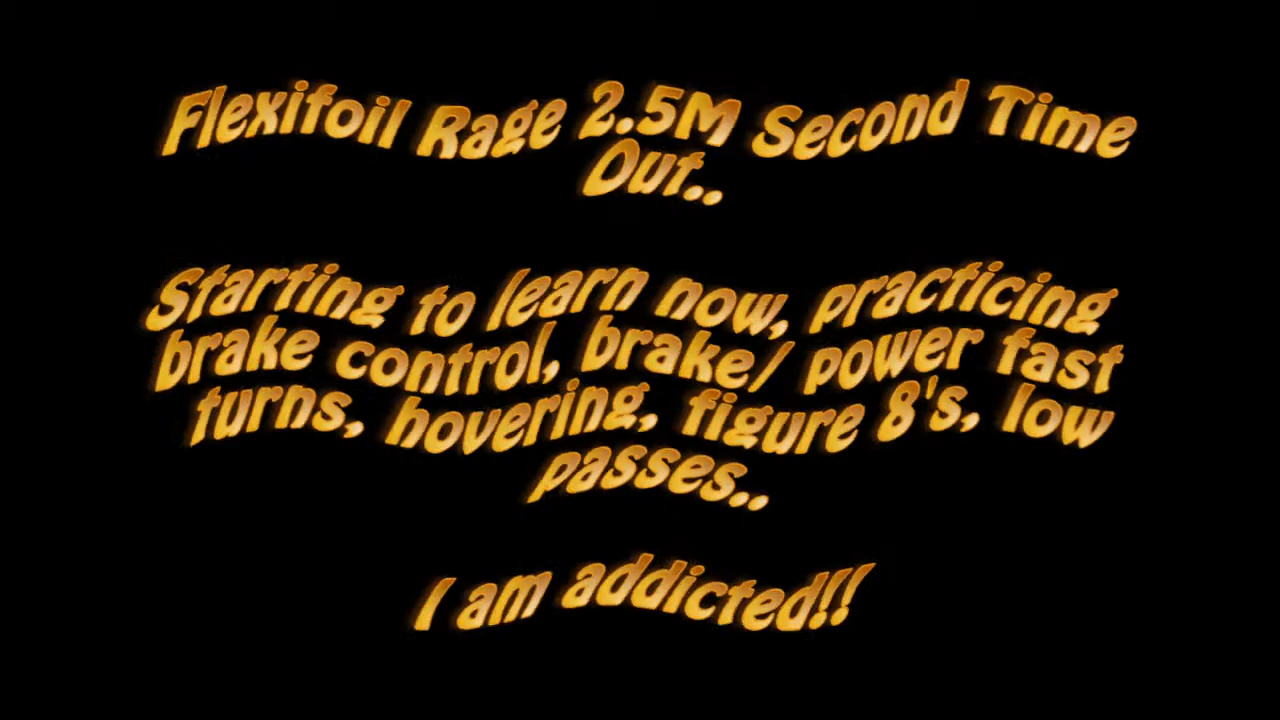 Flexifoil Rage 2.5M Second Time
Out..
Starting to learn now, practicing
brake control, brake/ power fast
turns, hovering, figure 8's, low
passes..
I am addicted!!